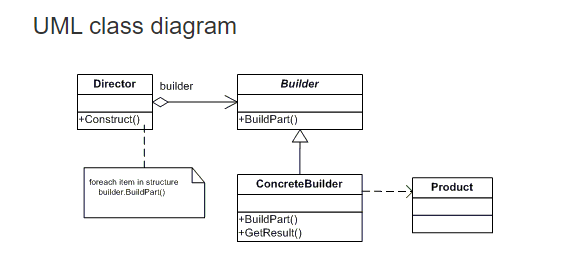 UML class diagram
Director
builder
Builder
+Construct()
+BuildPart()
foreach item in structure
builder.BuildPart()
ConcreteBuilder
Product
+BuildPart()
+GetResult()